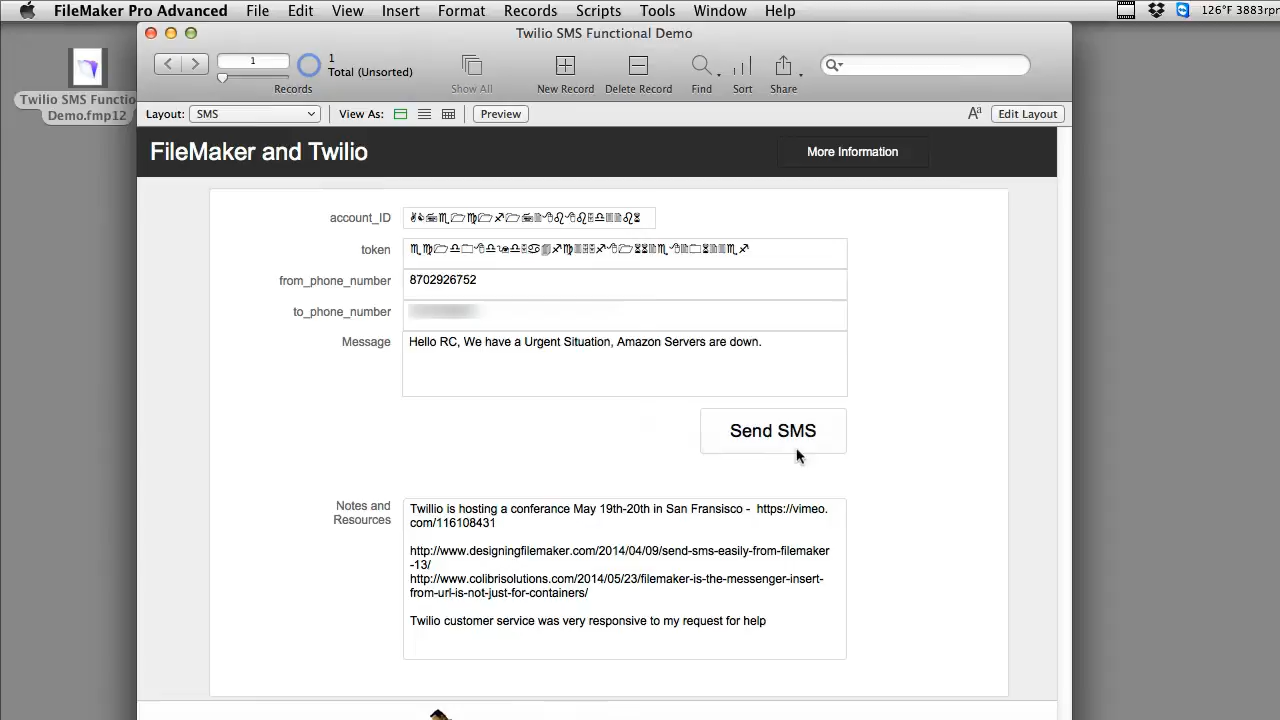 FileMaker Pro Advanced File Edit View Insert Format Records Scripts Tools Window Help 126°F 3883rpr
Twilio SMS Functional Demo
Twilio SMS Functio
Demo.fmp12
1
1
Total (Unsorted)
Records
Show All
New Record
Delete Record
Find
Sort
Share
Layout: SMS View As: Preview Aa Edit Layout
FileMaker and Twilio
More Information
account_ID
token
from_phone_number 8702926752
to_phone_number
Message Hello RC, We have a Urgent Situation, Amazon Servers are down.
Send SMS
Notes and
Resources
Twillio is hosting a conferance May 19th-20th in San Fransisco - https://vimeo.
com/116108431
http://www.designingfilemaker.com/2014/04/09/send-sms-easily-from-filemaker
-13/
http://www.colibrisolutions.com/2014/05/23/filemaker-is-the-messenger-insert-
from-url-is-not-just-for-containers/
Twilio customer service was very responsive to my request for help